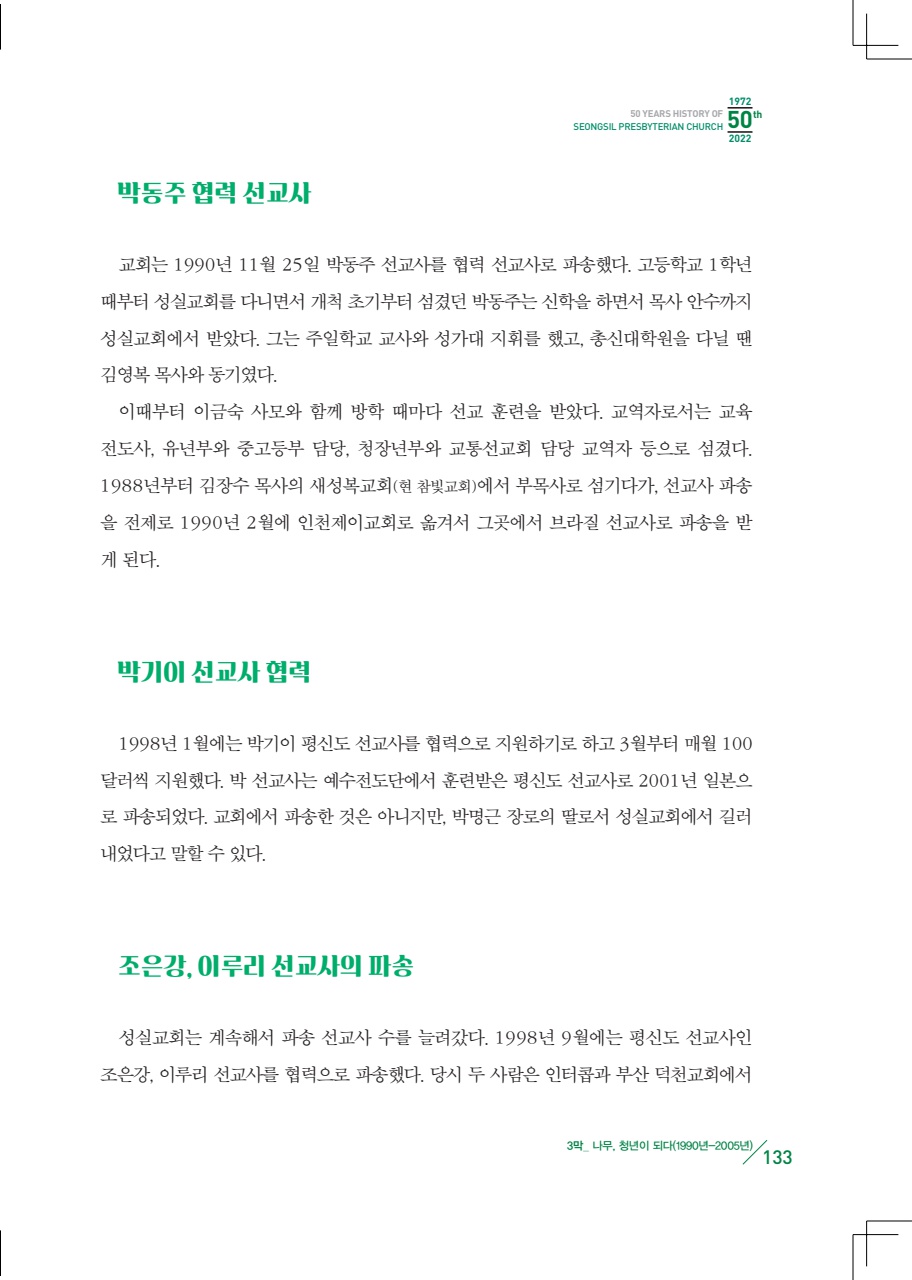 1972
50 YEARS HISTORY OF
SEONGSIL PRESBYTERIAN CHURCH
50th
2022
박동주 협력 선교사
교회는 1990년 11월 25일 박동주 선교사를 협력 선교사로 파송했다. 고등학교 1학년
때부터 성실교회를 다니면서 개척 초기부터 섬겼던 박동주는 신학을 하면서 목사 안수까지
성실교회에서 받았다. 그는 주일학교 교사와 성가대 지휘를 했고, 총신대학원을 다닐 땐
김영복 목사와 동기였다.
이때부터 이금숙 사모와 함께 방학 때마다 선교 훈련을 받았다. 교역자로서는 교육
전도사, 유년부와 중고등부 담당, 청장년부와 교통선교회 담당 교역자 등으로 섬겼다.
1988년부터 김장수 목사의 새성복교회(현 참빛교회)에서 부목사로 섬기다가, 선교사 파송
을 전제로 1990년 2월에 인천제이교회로 옮겨서 그곳에서 브라질 선교사로 파송을 받
게 된다.
박기이 선교사 협력
1998년 1월에는 박기이 평신도 선교사를 협력으로 지원하기로 하고 3월부터 매월 100
달러씩 지원했다. 박 선교사는 예수전도단에서 훈련받은 평신도 선교사로 2001년 일본으
로 파송되었다. 교회에서 파송한 것은 아니지만, 박명근 장로의 딸로서 성실교회에서 길러
내었다고 말할 수 있다.
조은강, 이루리 선교사의 파송
성실교회는 계속해서 파송 선교사 수를 늘려갔다. 1998년 9월에는 평신도 선교사인
조은강, 이루리 선교사를 협력으로 파송했다. 당시 두 사람은 인터콥과 부산 덕천교회에서
3막_ 나무, 청년이 되다(1990년-2005년)
133